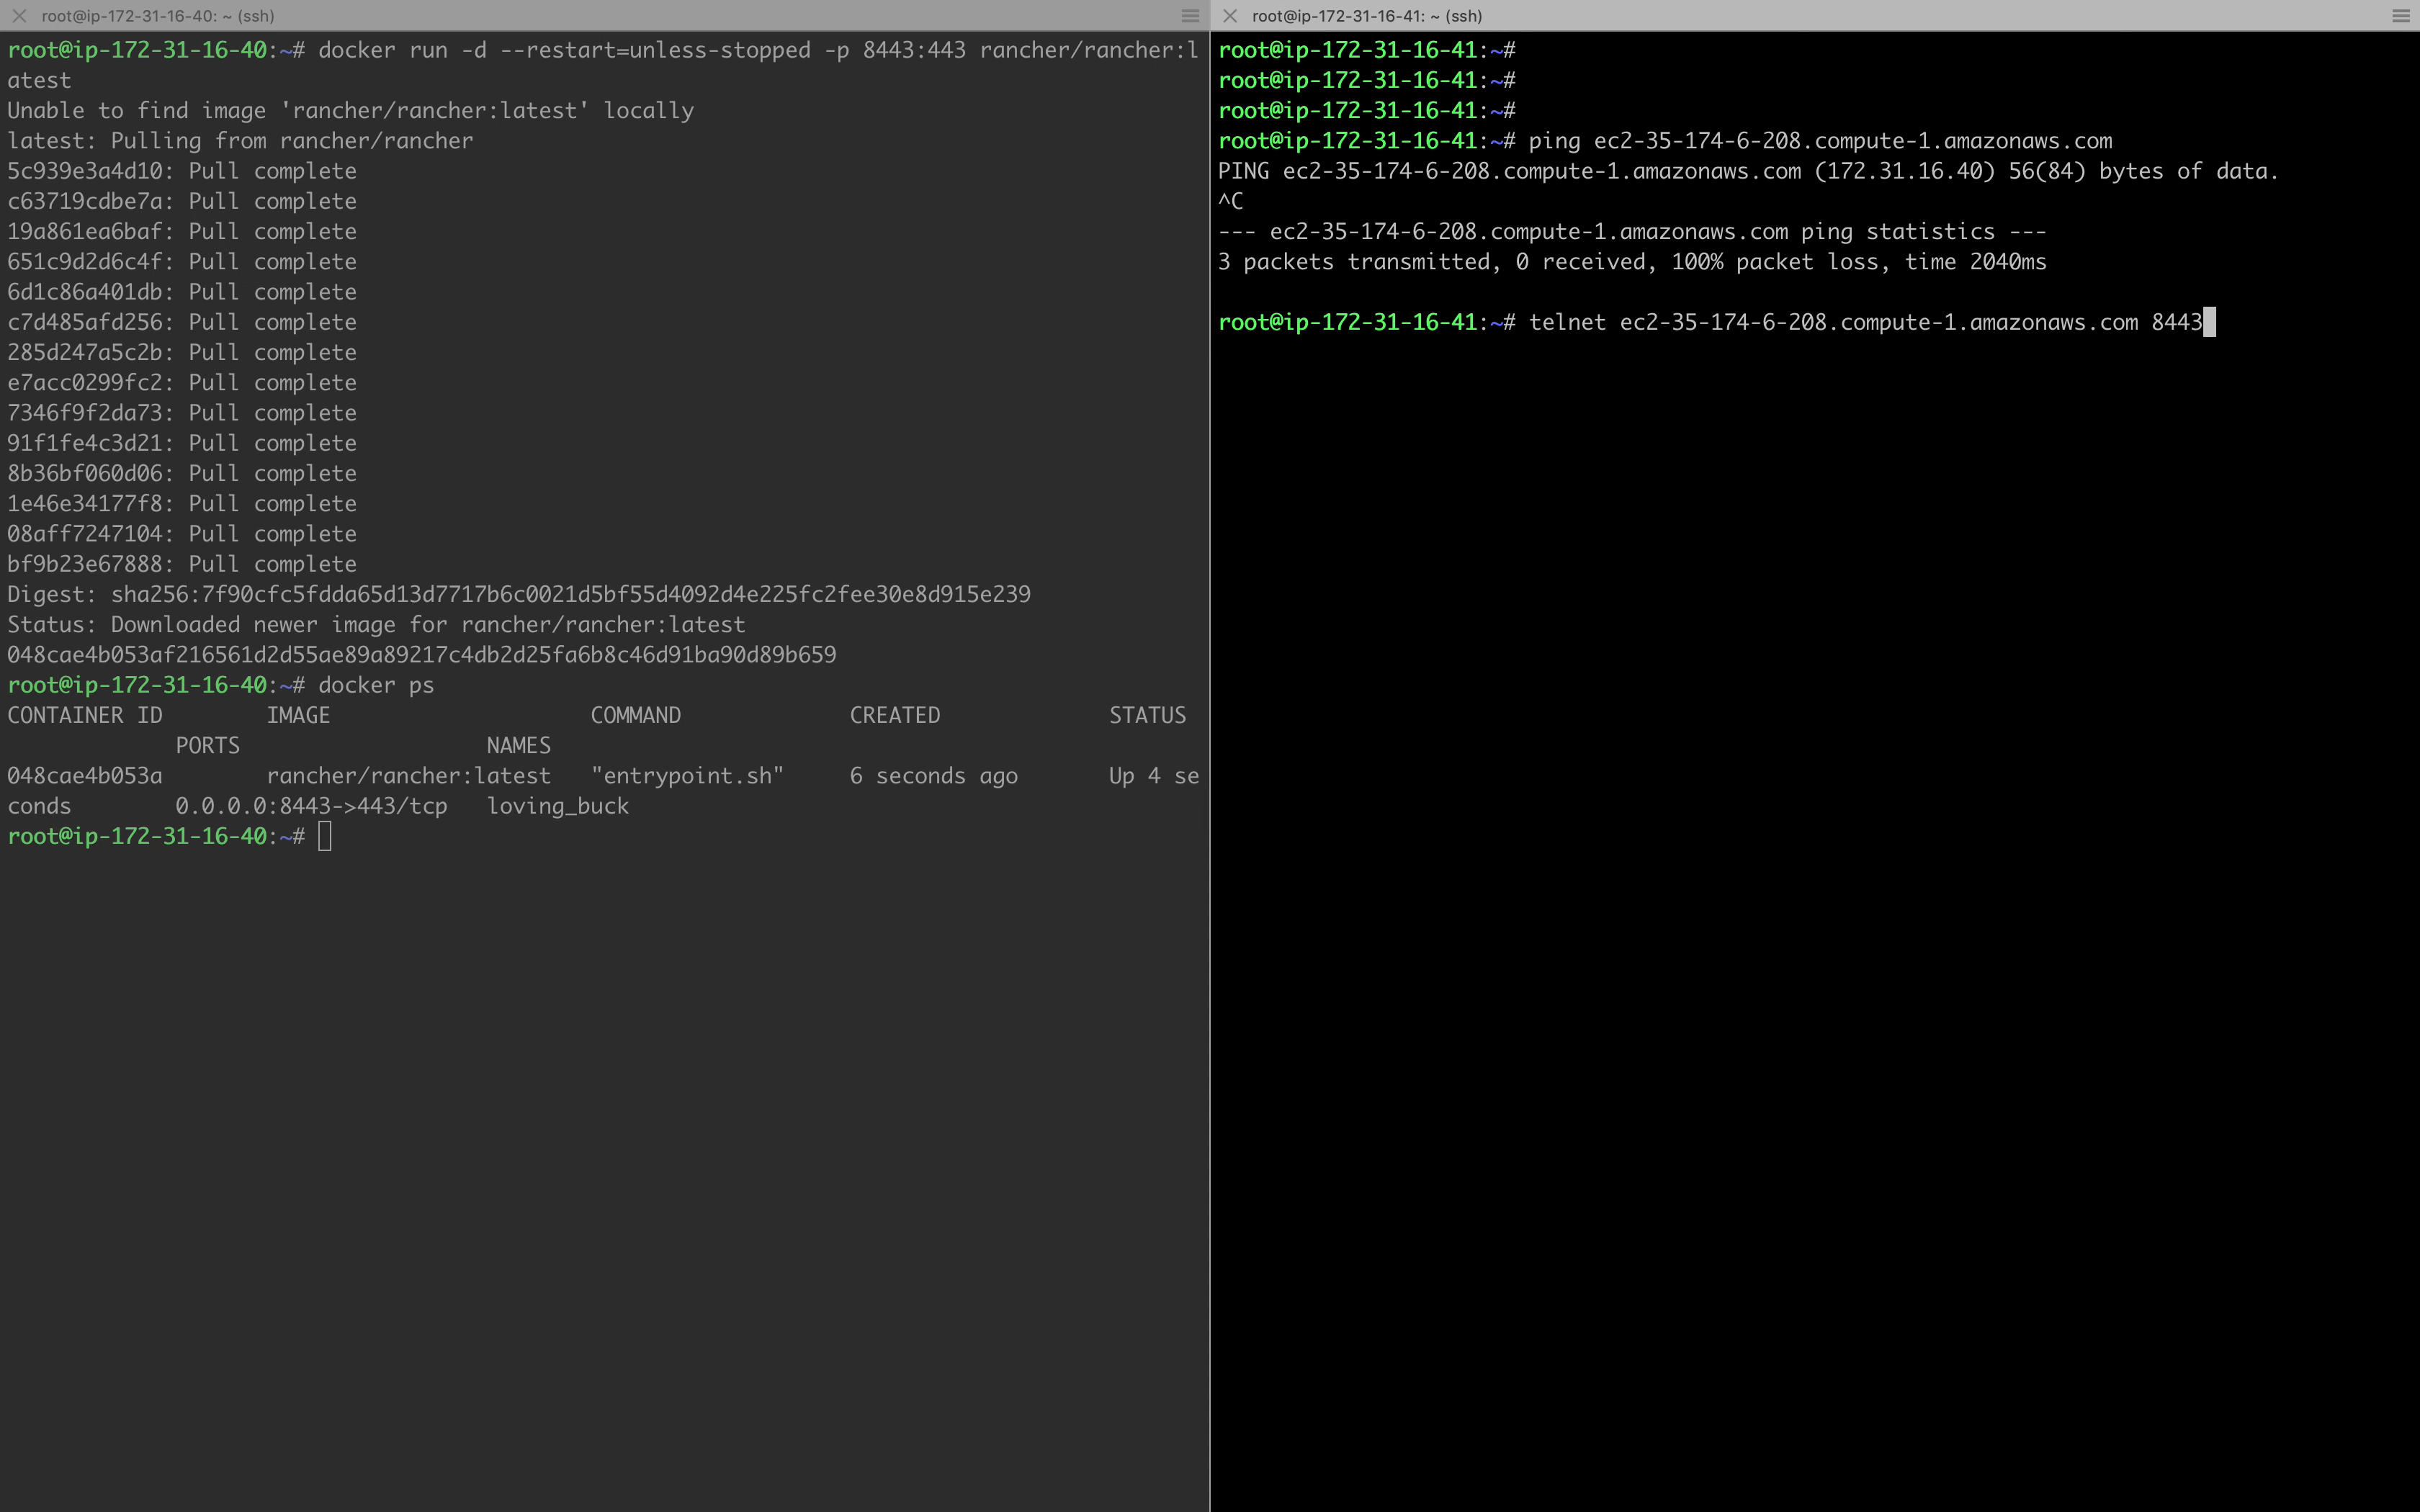 root@ip-172-31-16-40: ~ (ssh)
root@ip-172-31-16-40:~# docker run -d --restart=unless-stopped -p 8443:443 rancher/rancher:l
atest
Unable to find image 'rancher/rancher:latest' locally
latest: Pulling from rancher/rancher
5c939e3a4d10: Pull complete
c63719cdbe7a: Pull complete
19a861ea6baf: Pull complete
651c9d2d6c4f: Pull complete
6d1c86a401db: Pull complete
c7d485afd256: Pull complete
285d247a5c2b: Pull complete
e7acc0299fc2: Pull complete
7346f9f2da73: Pull complete
91f1fe4c3d21: Pull complete
8b36bf060d06: Pull complete
1e46e34177f8: Pull complete
08aff7247104: Pull complete
bf9b23e67888: Pull complete
Digest: sha256:7f90cfc5fdda65d13d7717b6c0021d5bf55d4092d4e225fc2fee30e8d915e239
Status: Downloaded newer image for rancher/rancher:latest
048cae4b053af216561d2d55ae89a89217c4db2d25fa6b8c46d91ba90d89b659
root@ip-172-31-16-40:~# docker ps
CONTAINER ID        IMAGE                    COMMAND             CREATED             STATUS
             PORTS                   NAMES
048cae4b053a        rancher/rancher:latest   "entrypoint.sh"     6 seconds ago       Up 4 se
conds        0.0.0.0:8443->443/tcp   loving_buck
root@ip-172-31-16-40:~#
root@ip-172-31-16-41: ~ (ssh)
root@ip-172-31-16-41:~#
root@ip-172-31-16-41:~#
root@ip-172-31-16-41:~#
root@ip-172-31-16-41:~# ping ec2-35-174-6-208.compute-1.amazonaws.com
PING ec2-35-174-6-208.compute-1.amazonaws.com (172.31.16.40) 56(84) bytes of data.
^C
--- ec2-35-174-6-208.compute-1.amazonaws.com ping statistics ---
3 packets transmitted, 0 received, 100% packet loss, time 2040ms
root@ip-172-31-16-41:~# telnet ec2-35-174-6-208.compute-1.amazonaws.com 8443